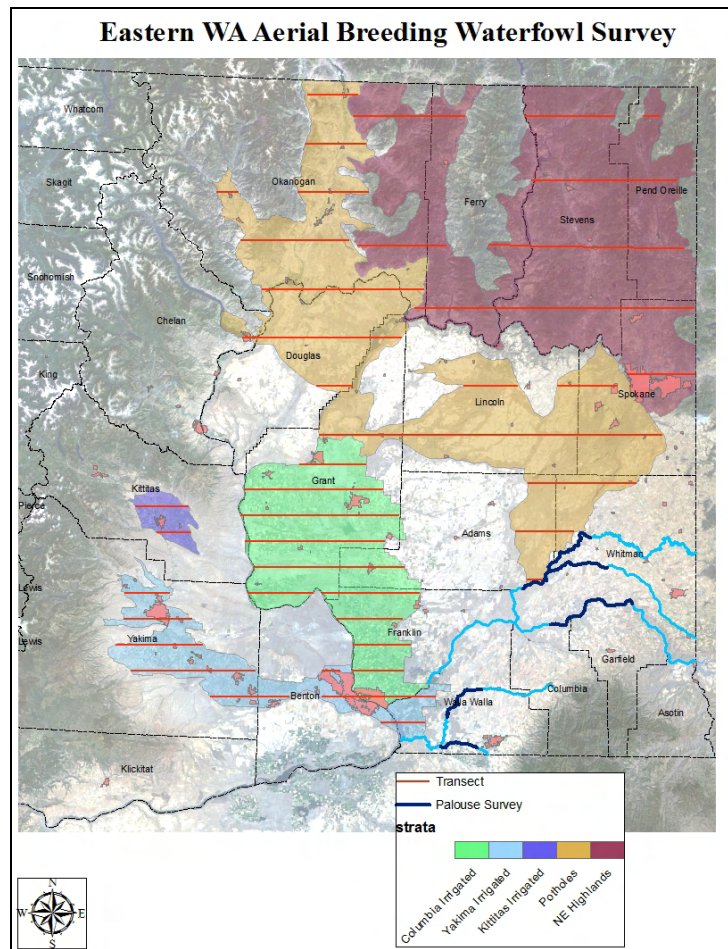 Eastern WA Aerial Breeding Waterfowl Survey
Whatcom
Okanogan
Skagit
Ferry
Pend Oreille
Stevens
Snohomish
Chelan
Douglas
King
Lincoln
Spokane
Grant
Kittitas
Pierce
Adams
Whitman
Lewis
Franklin
Lewis
Yakima
Garfield
Benton
Columbia
Walla Walla
Asotin
Klickitat
Transect
Palouse Survey
strata
Columbia Irrigated
Yakima Irrigated
Kittitas Irrigated
Potholes
NE Highlands
N
W
E
S